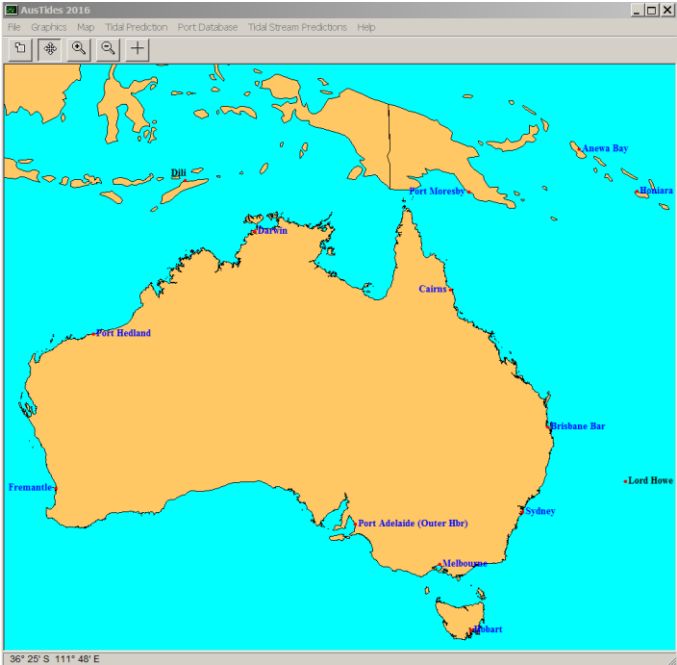 AusTides 2016
File Graphics Map Tidal Prediction Port Database Tidal Stream Predictions Help
Anewa Bay
Dili
Port Moresby
Honiara
Darwin
Cairns
Port Hedland
Brisbane Bar
Lord Howe
Fremantle
Sydney
Port Adelaide (Outer Hbr)
Melbourne
Hobart
36° 25' S 111° 48' E